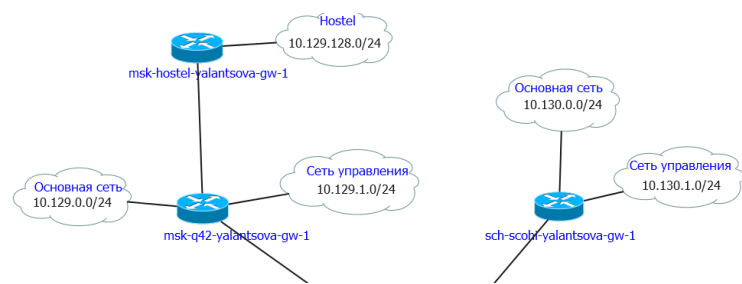 Hostel
10.129.128.0/24
msk-hostel-yalantsova-gw-1
Основная сеть
10.130.0.0/24
Сеть управления
10.129.1.0/24
Сеть управления
10.130.1.0/24
Основная сеть
10.129.0.0/24
msk-q42-yalantsova-gw-1
sch-scohl-yalantsova-gw-1